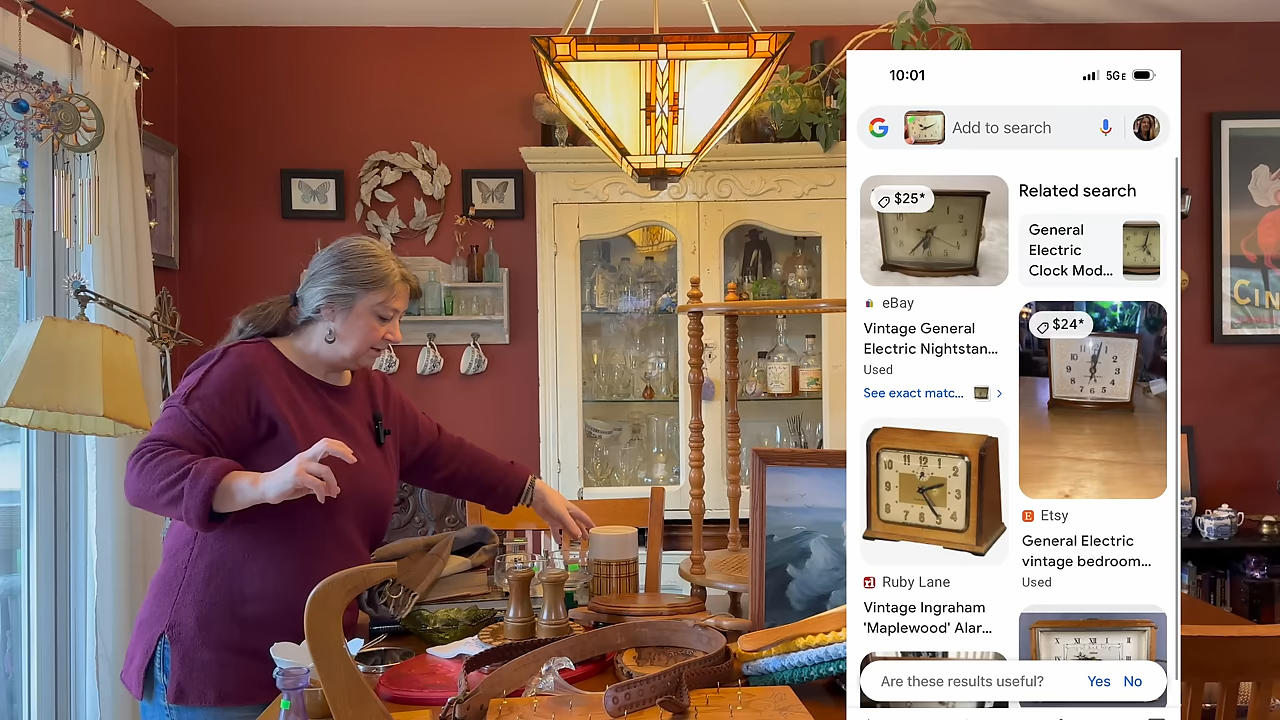 10:01
5GE
Add to search
$25*
eBay
Vintage General
Electric Nightstan...
Used
See exact matc...
Related search
General
Electric
Clock Mod...
$24*
Etsy
General Electric
vintage bedroom...
Used
Ruby Lane
Vintage Ingraham
'Maplewood' Alar...
Are these results useful?
Yes
No
CIN